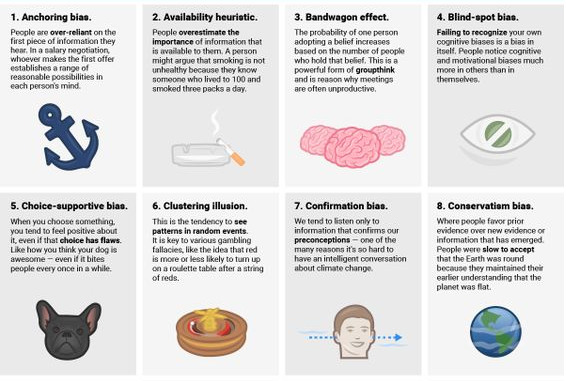 1. Anchoring bias.
People are over-reliant on the
first piece of information they
hear. In a salary negotiation,
whoever makes the first offer
establishes a range of
reasonable possibilities in
each person's mind.
2. Availability heuristic.
People overestimate the
importance of information that
is available to them. A person
might argue that smoking is not
unhealthy because they know
someone who lived to 100 and
smoked three packs a day.
3. Bandwagon effect.
The probability of one person
adopting a belief increases
based on the number of people
who hold that belief. This is a
powerful form of groupthink
and is reason why meetings
are often unproductive.
4. Blind-spot bias.
Failing to recognize your own
cognitive biases is a bias in
itself. People notice cognitive
and motivational biases much
more in others than in
themselves.
5. Choice-supportive bias.
When you choose something,
you tend to feel positive about
it, even if that choice has flaws.
Like how you think your dog is
awesome — even if it bites
people every once in a while.
6. Clustering illusion.
This is the tendency to see
patterns in random events.
It is key to various gambling
fallacies, like the idea that red
is more or less likely to turn up
on a roulette table after a string
of reds.
7. Confirmation bias.
We tend to listen only to
information that confirms our
preconceptions — one of the
many reasons it's so hard to
have an intelligent conversation
about climate change.
8. Conservatism bias.
Where people favor prior
evidence over new evidence or
information that has emerged.
People were slow to accept
that the Earth was round
because they maintained their
earlier understanding that the
planet was flat.